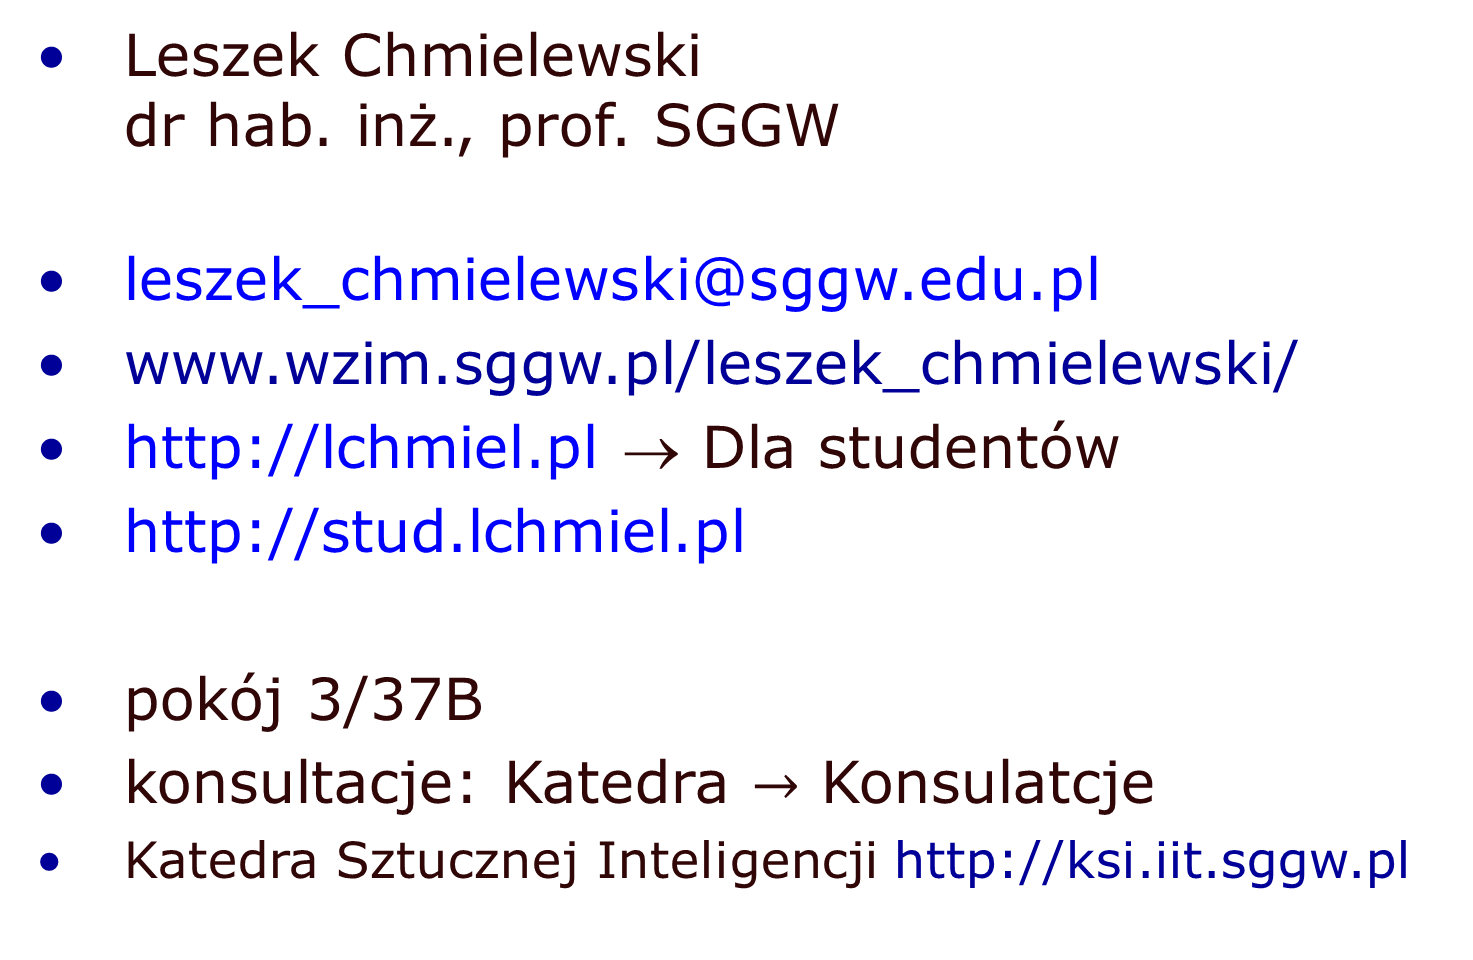 • Leszek Chmielewski
dr hab. inż., prof. SGGW
• leszek_chmielewski@sggw.edu.pl
• www.wzim.sggw.pl/leszek_chmielewski/
• http://lchmiel.pl → Dla studentów
• http://stud.lchmiel.pl
• pokój 3/37B
• konsultacje: Katedra → Konsulatcje
• Katedra Sztucznej Inteligencji http://ksi.iit.sggw.pl